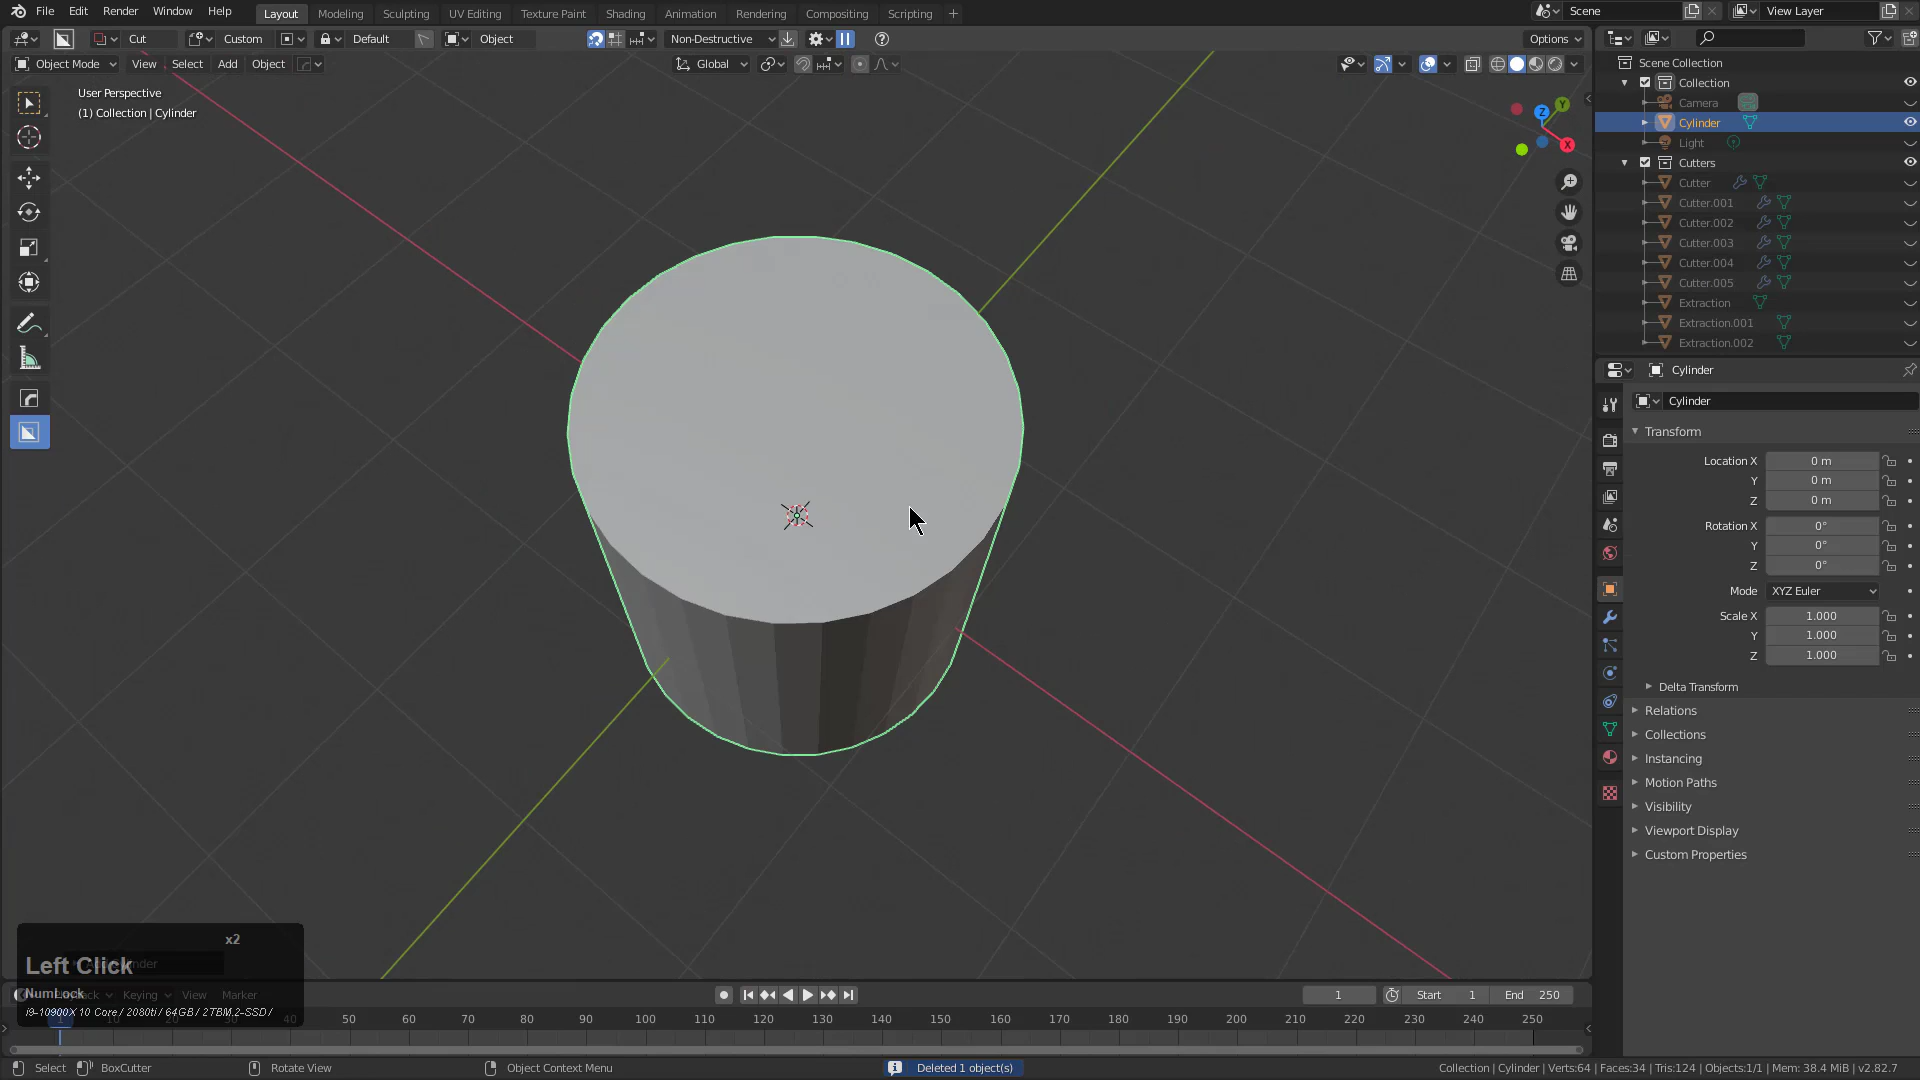 File Edit Render Window Help Layout Modeling Sculpting UV Editing Texture Paint Shading Animation Rendering Compositing Scripting + Scene View Layer
Cut Custom Default Object Non-Destructive Options
Object Mode View Select Add Object Global
User Perspective
(1) Collection | Cylinder
Z Y X
Scene Collection
Collection
Camera
Cylinder
Light
Cutters
Cutter
Cutter.001
Cutter.002
Cutter.003
Cutter.004
Cutter.005
Extraction
Extraction.001
Extraction.002
Cylinder
Cylinder
Transform
Location X 0 m
Y 0 m
Z 0 m
Rotation X 0°
Y 0°
Z 0°
Mode XYZ Euler
Scale X 1.000
Y 1.000
Z 1.000
Delta Transform
Relations
Collections
Instancing
Motion Paths
Visibility
Viewport Display
Custom Properties
x2
Left Click
NumLock
i9-10900X 10 Core / 2080ti / 64GB / 2TBM.2-SSD /
Keying View Marker 1 Start 1 End 250
1 50 60 70 80 90 100 110 120 130 140 150 160 170 180 190 200 210 220 230 240 250
Select BoxCutter Rotate View Object Context Menu Deleted 1 object(s) Collection | Cylinder | Verts:64 | Faces:34 | Tris:124 | Objects:1/1 | Mem: 38.4 MiB | v2.82.7